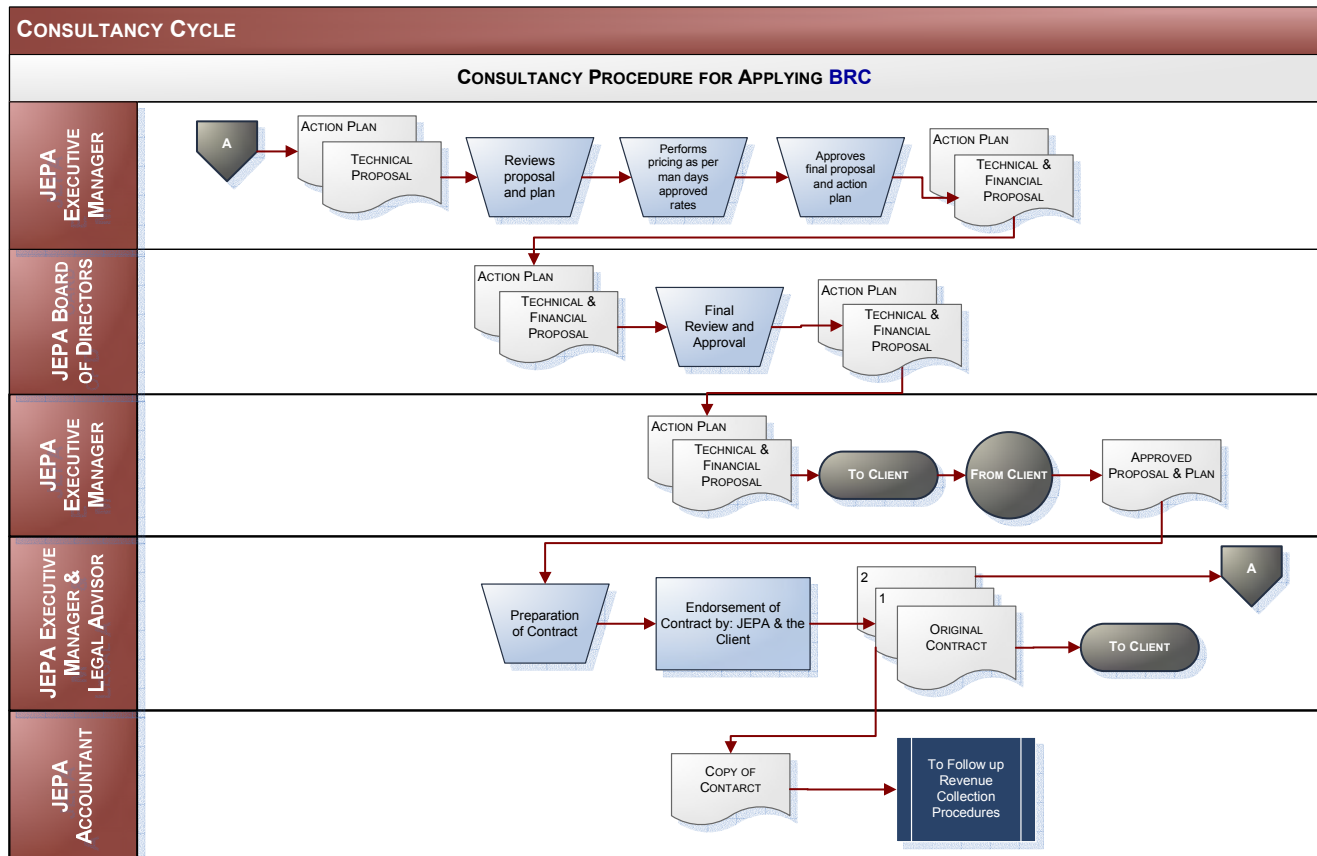 CONSULTANCY CYCLE
CONSULTANCY PROCEDURE FOR APPLYING BRC
JEPA
EXECUTIVE
MANAGER
A
ACTION PLAN
TECHNICAL
PROPOSAL
Reviews
proposal
and plan
Performs
pricing as per
man days
approved
rates
Approves
final proposal
and action
plan
ACTION PLAN
TECHNICAL &
FINANCIAL
PROPOSAL
JEPA BOARD
OF DIRECTORS
ACTION PLAN
TECHNICAL &
FINANCIAL
PROPOSAL
Final
Review and
Approval
ACTION PLAN
TECHNICAL &
FINANCIAL
PROPOSAL
JEPA
EXECUTIVE
MANAGER
ACTION PLAN
TECHNICAL &
FINANCIAL
PROPOSAL
TO CLIENT
FROM CLIENT
APPROVED
PROPOSAL & PLAN
JEPA EXECUTIVE
MANAGER &
LEGAL ADVISOR
Preparation
of Contract
Endorsement of
Contract by: JEPA & the
Client
2
1
ORIGINAL
CONTRACT
A
TO CLIENT
JEPA
ACCOUNTANT
COPY OF
CONTARCT
To Follow up
Revenue
Collection
Procedures